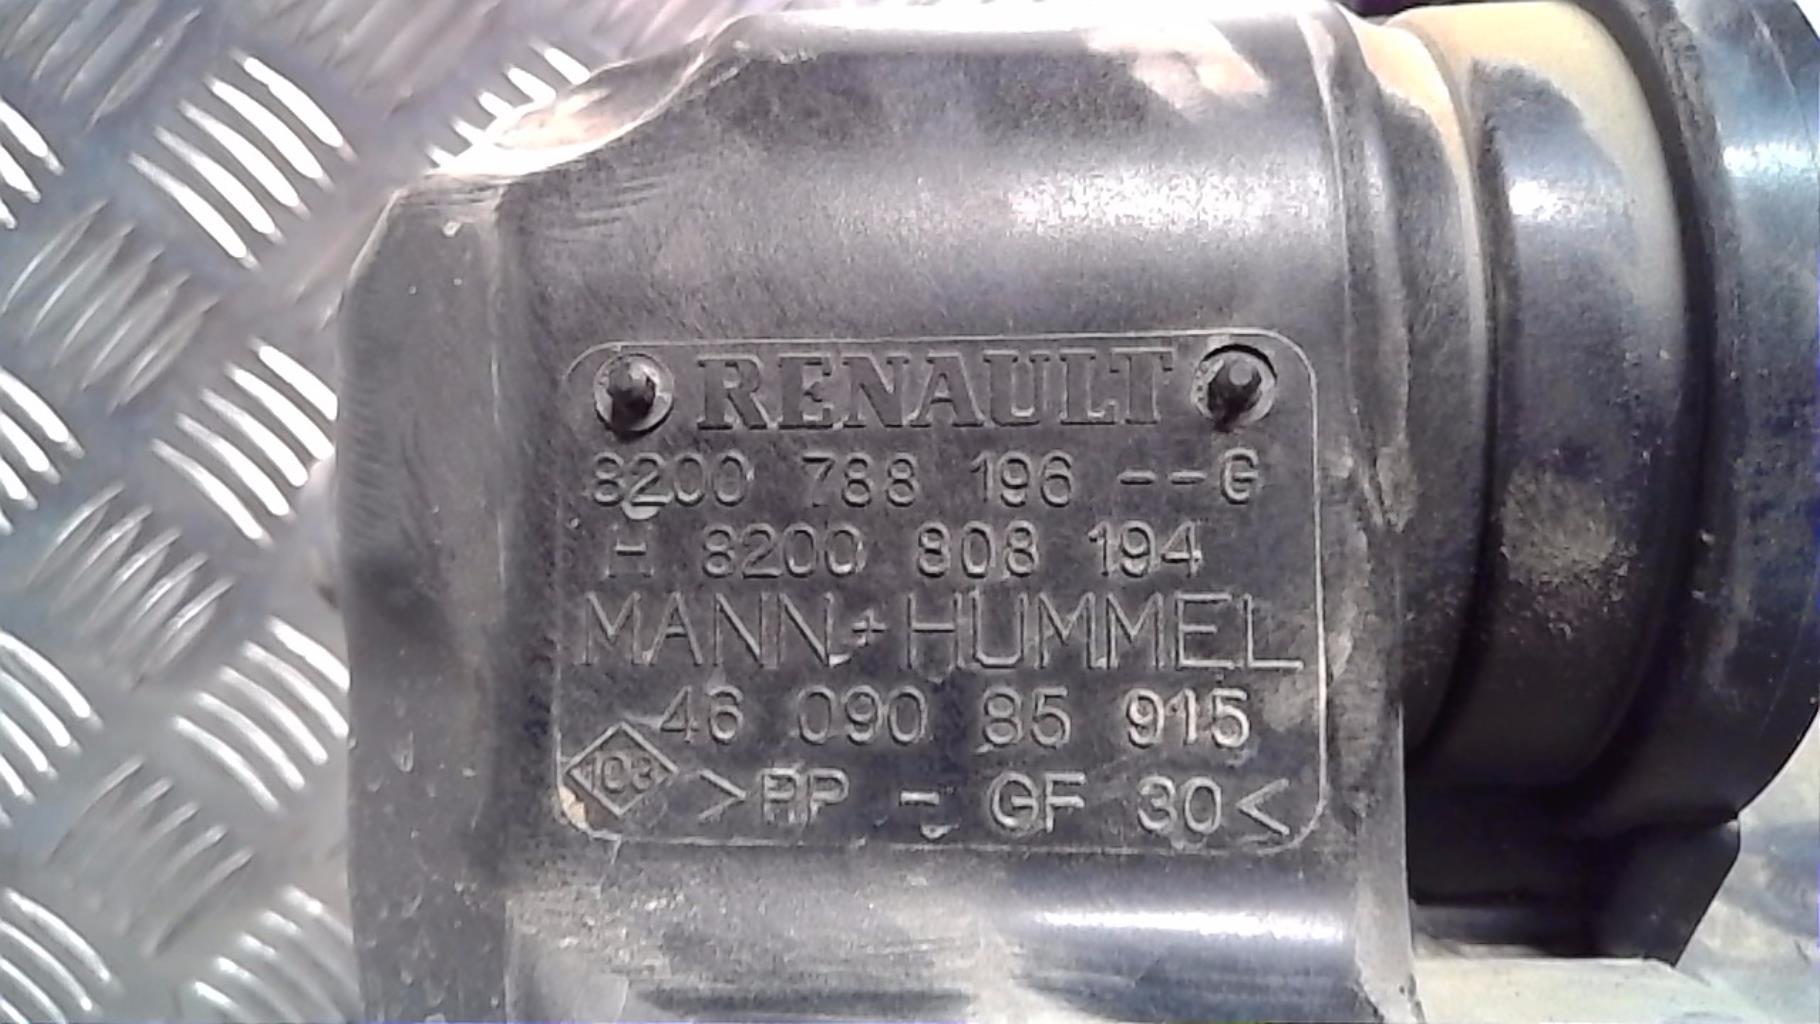 RENAULT
8200 788 196 --G
H 8200 808 194
MANN+HUMMEL
46 090 85 915
103 >PP - GF 30<